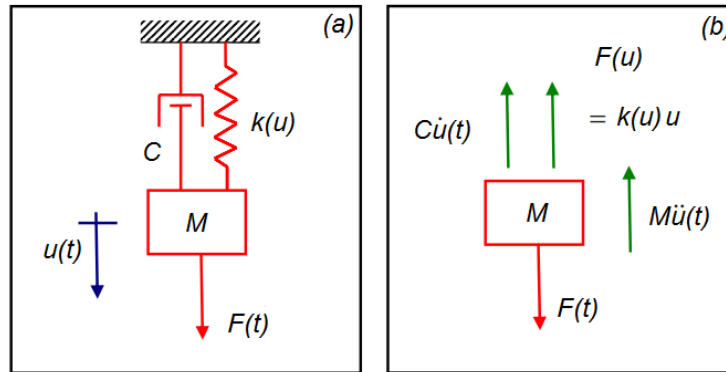 (a)
C
k(u)
M
u(t)
F(t)
(b)
F(u)
Cu̇(t)
= k(u) u
M
Mü(t)
F(t)